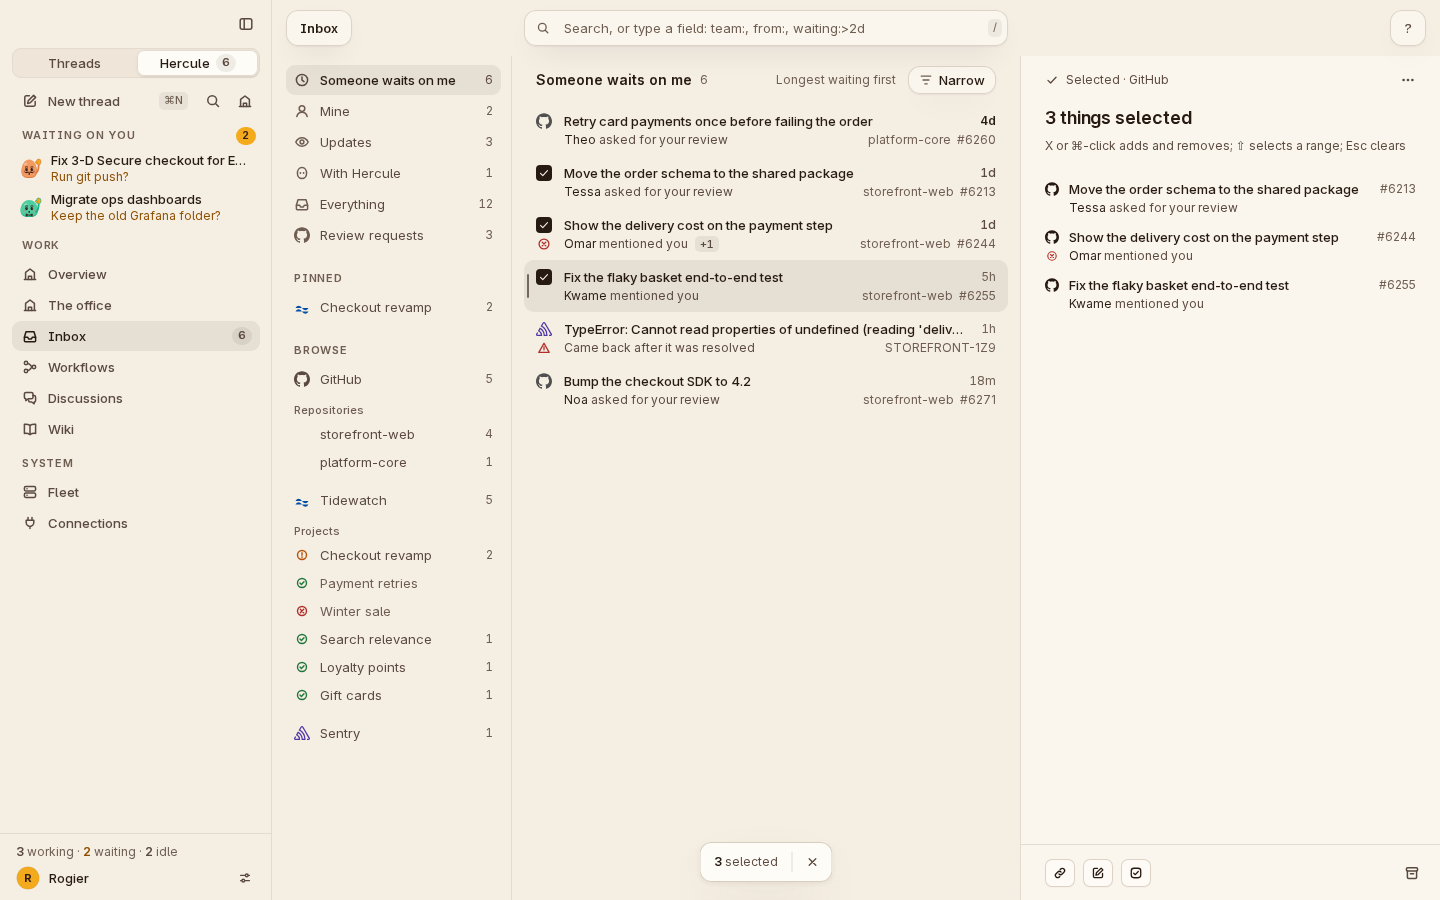 Threads
Hercule 6
New thread ⌘N
WAITING ON YOU 2
Fix 3-D Secure checkout for E…
Run git push?
Migrate ops dashboards
Keep the old Grafana folder?
WORK
Overview
The office
Inbox 6
Workflows
Discussions
Wiki
SYSTEM
Fleet
Connections
3 working · 2 waiting · 2 idle
R Rogier
Inbox
Someone waits on me 6
Mine 2
Updates 3
With Hercule 1
Everything 12
Review requests 3
PINNED
Checkout revamp 2
BROWSE
GitHub 5
Repositories
storefront-web 4
platform-core 1
Tidewatch 5
Projects
Checkout revamp 2
Payment retries
Winter sale
Search relevance 1
Loyalty points 1
Gift cards 1
Sentry 1
Search, or type a field: team:, from:, waiting:>2d /
?
Someone waits on me 6 Longest waiting first Narrow
Retry card payments once before failing the order 4d
Theo asked for your review platform-core #6260
Move the order schema to the shared package 1d
Tessa asked for your review storefront-web #6213
Show the delivery cost on the payment step 1d
Omar mentioned you +1 storefront-web #6244
Fix the flaky basket end-to-end test 5h
Kwame mentioned you storefront-web #6255
TypeError: Cannot read properties of undefined (reading 'deliv… 1h
Came back after it was resolved STOREFRONT-1Z9
Bump the checkout SDK to 4.2 18m
Noa asked for your review storefront-web #6271
3 selected
Selected · GitHub
3 things selected
X or ⌘-click adds and removes; ⇧ selects a range; Esc clears
Move the order schema to the shared package #6213
Tessa asked for your review
Show the delivery cost on the payment step #6244
Omar mentioned you
Fix the flaky basket end-to-end test #6255
Kwame mentioned you